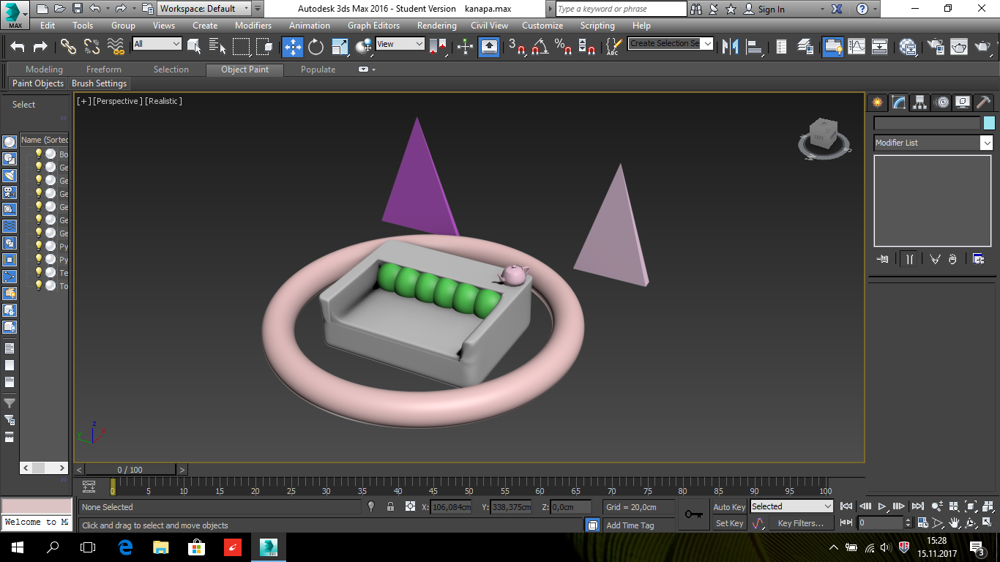 MAX
Workspace: Default
Autodesk 3ds Max 2016 - Student Version kanapa.max
Type a keyword or phrase
Sign In
Edit Tools Group Views Create Modifiers Animation Graph Editors Rendering Civil View Customize Scripting Help
All
View
3
ABC
Create Selection Se
Modeling Freeform Selection Object Paint Populate
Paint Objects Brush Settings
Select
[+] [Perspective] [Realistic]
LEFT
Name (Sorted
Bo
Ge
Ge
Ge
Ge
Ge
Ge
Py
Py
Te
To
Modifier List
z
x
y
0 / 100
0 5 10 15 20 25 30 35 40 45 50 55 60 65 70 75 80 85 90 95 100
None Selected
X: 106,084cm Y: 338,375cm Z: 0,0cm
Grid = 20,0cm
Auto Key
Selected
Welcome to M
Click and drag to select and move objects
Add Time Tag
Set Key
Key Filters...
0
15:28
15.11.2017
3